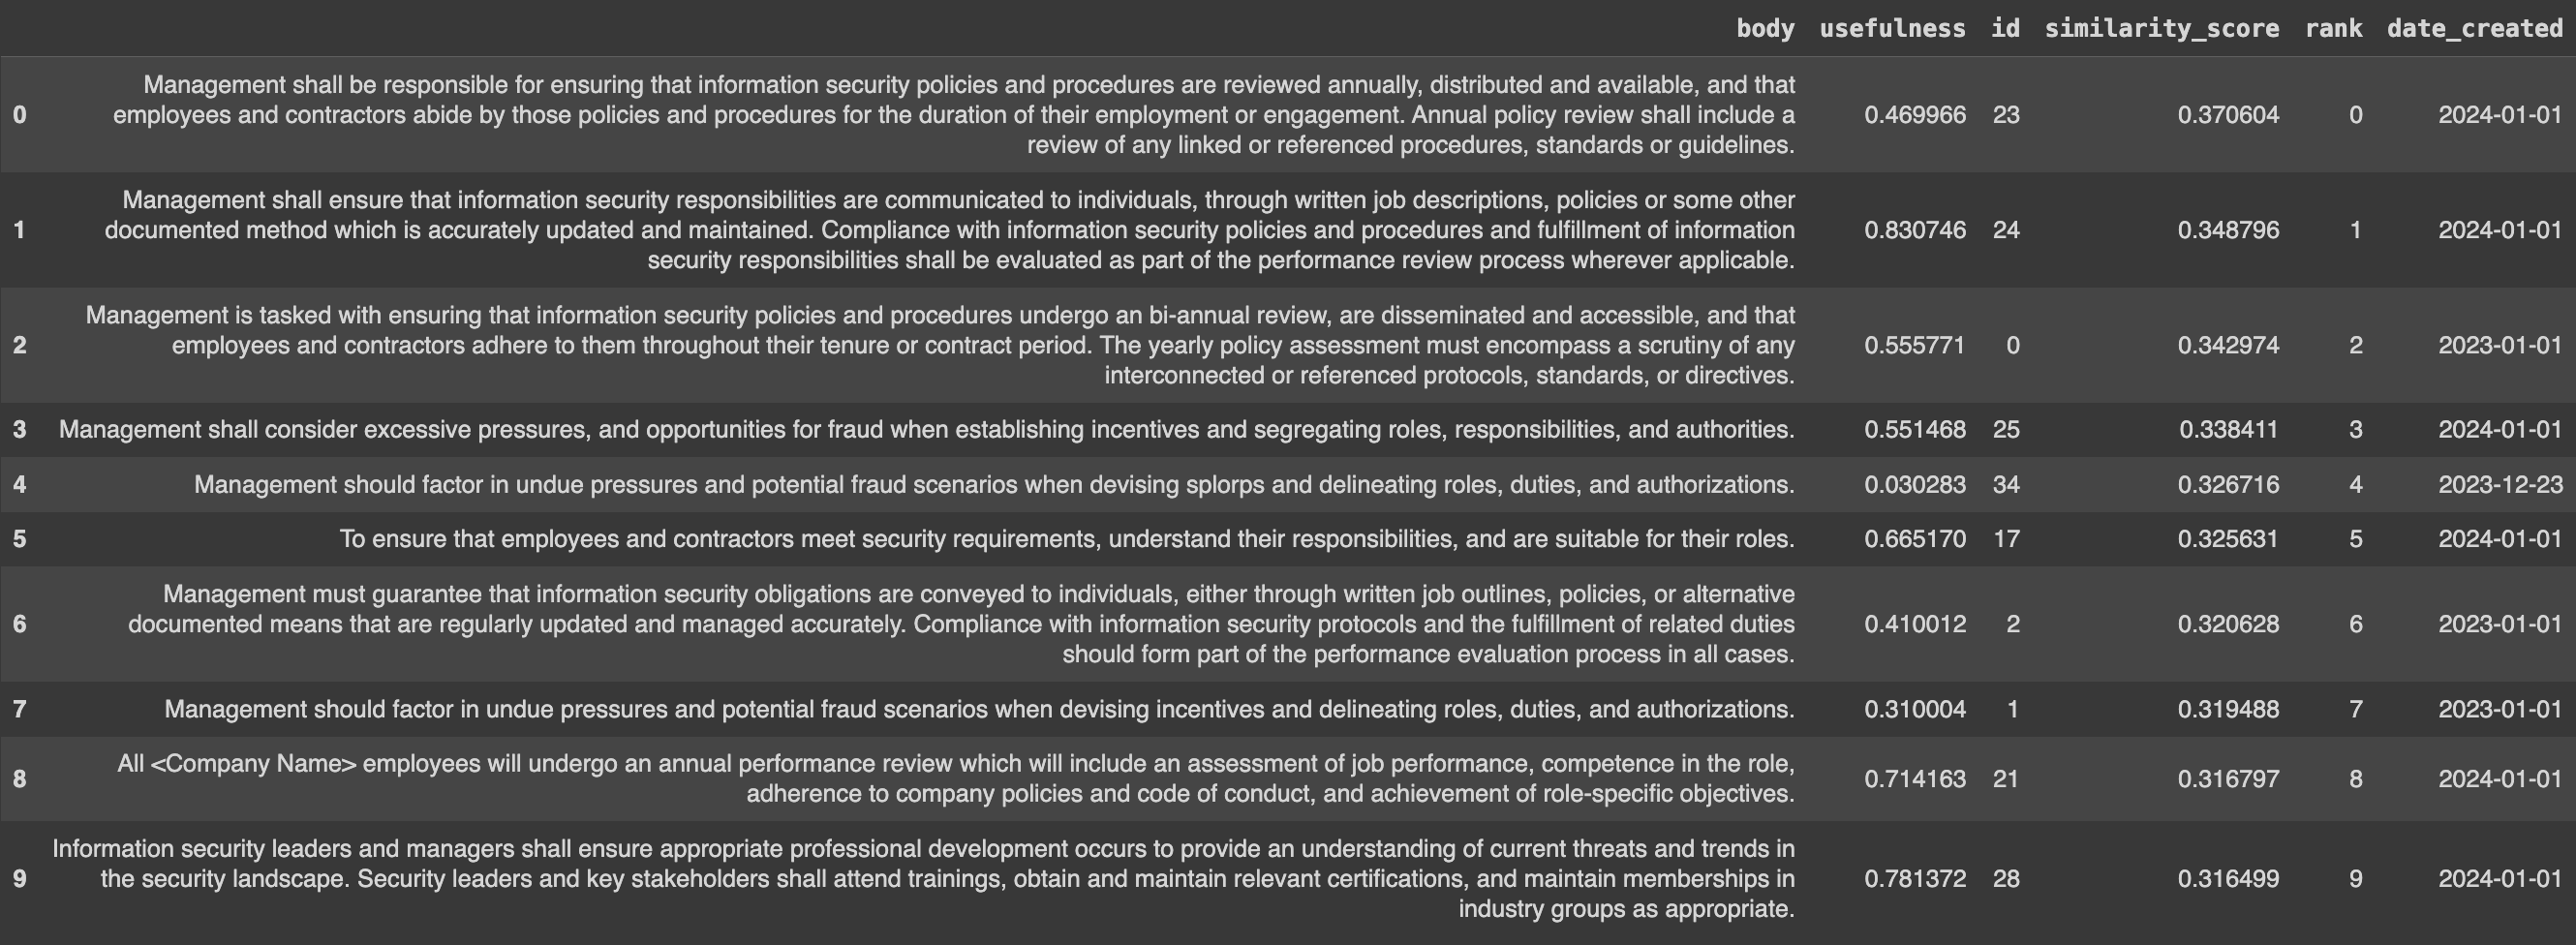 body usefulness id similarity_score rank date_created
Management shall be responsible for ensuring that information security policies and procedures are reviewed annually, distributed and available, and that
0 employees and contractors abide by those policies and procedures for the duration of their employment or engagement. Annual policy review shall include a 0.469966 23 0.370604 0 2024-01-01
review of any linked or referenced procedures, standards or guidelines.
Management shall ensure that information security responsibilities are communicated to individuals, through written job descriptions, policies or some other
1 documented method which is accurately updated and maintained. Compliance with information security policies and procedures and fulfillment of information 0.830746 24 0.348796 1 2024-01-01
security responsibilities shall be evaluated as part of the performance review process wherever applicable.
Management is tasked with ensuring that information security policies and procedures undergo an bi-annual review, are disseminated and accessible, and that
2 employees and contractors adhere to them throughout their tenure or contract period. The yearly policy assessment must encompass a scrutiny of any 0.555771 0 0.342974 2 2023-01-01
interconnected or referenced protocols, standards, or directives.
3 Management shall consider excessive pressures, and opportunities for fraud when establishing incentives and segregating roles, responsibilities, and authorities. 0.551468 25 0.338411 3 2024-01-01
4 Management should factor in undue pressures and potential fraud scenarios when devising splorps and delineating roles, duties, and authorizations. 0.030283 34 0.326716 4 2023-12-23
5 To ensure that employees and contractors meet security requirements, understand their responsibilities, and are suitable for their roles. 0.665170 17 0.325631 5 2024-01-01
Management must guarantee that information security obligations are conveyed to individuals, either through written job outlines, policies, or alternative
6 documented means that are regularly updated and managed accurately. Compliance with information security protocols and the fulfillment of related duties 0.410012 2 0.320628 6 2023-01-01
should form part of the performance evaluation process in all cases.
7 Management should factor in undue pressures and potential fraud scenarios when devising incentives and delineating roles, duties, and authorizations. 0.310004 1 0.319488 7 2023-01-01
All <Company Name> employees will undergo an annual performance review which will include an assessment of job performance, competence in the role,
8 adherence to company policies and code of conduct, and achievement of role-specific objectives. 0.714163 21 0.316797 8 2024-01-01
Information security leaders and managers shall ensure appropriate professional development occurs to provide an understanding of current threats and trends in
9 the security landscape. Security leaders and key stakeholders shall attend trainings, obtain and maintain relevant certifications, and maintain memberships in 0.781372 28 0.316499 9 2024-01-01
industry groups as appropriate.